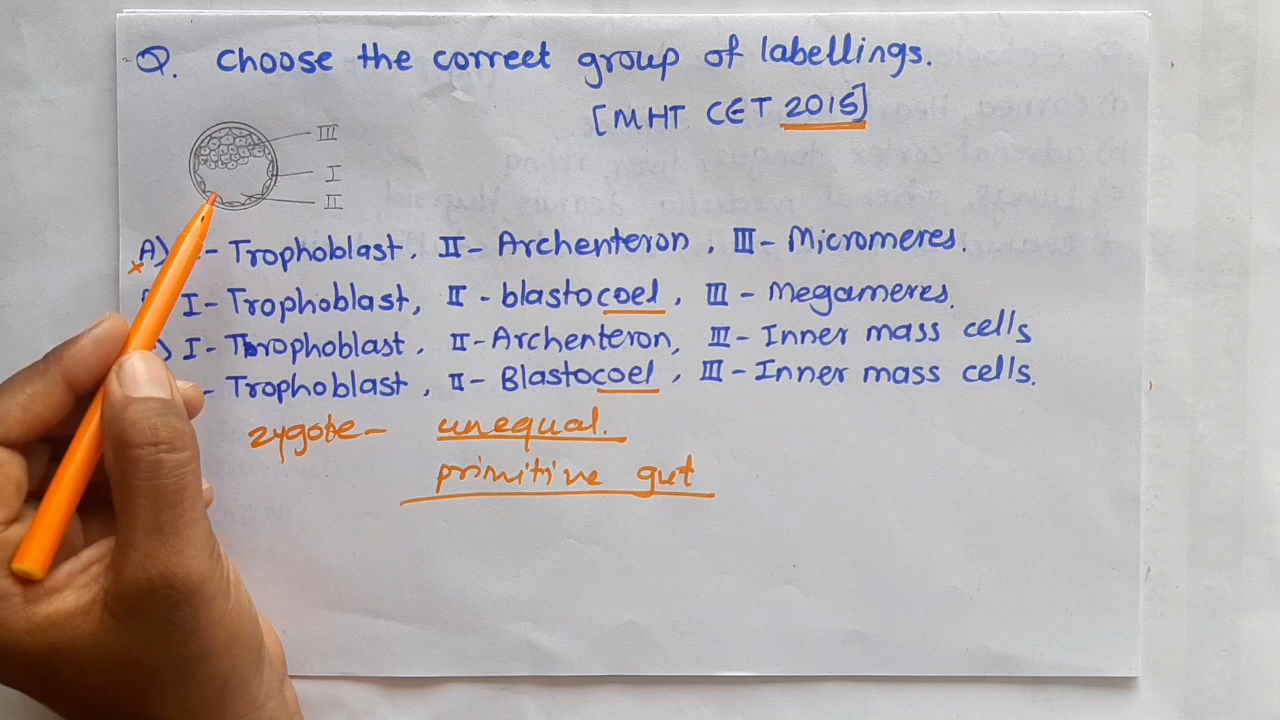 Q. Choose the correct group of labellings.
[MHT CET 2016]
III
I
II
A) - Trophoblast, II - Archenteron, III - Micromeres.
I - Trophoblast, II - blastocoel, III - Megameres.
) I - Trophoblast, II - Archenteron, III - Inner mass cells
- Trophoblast, II - Blastocoel, III - Inner mass cells.
zygote - unequal.
primitive gut